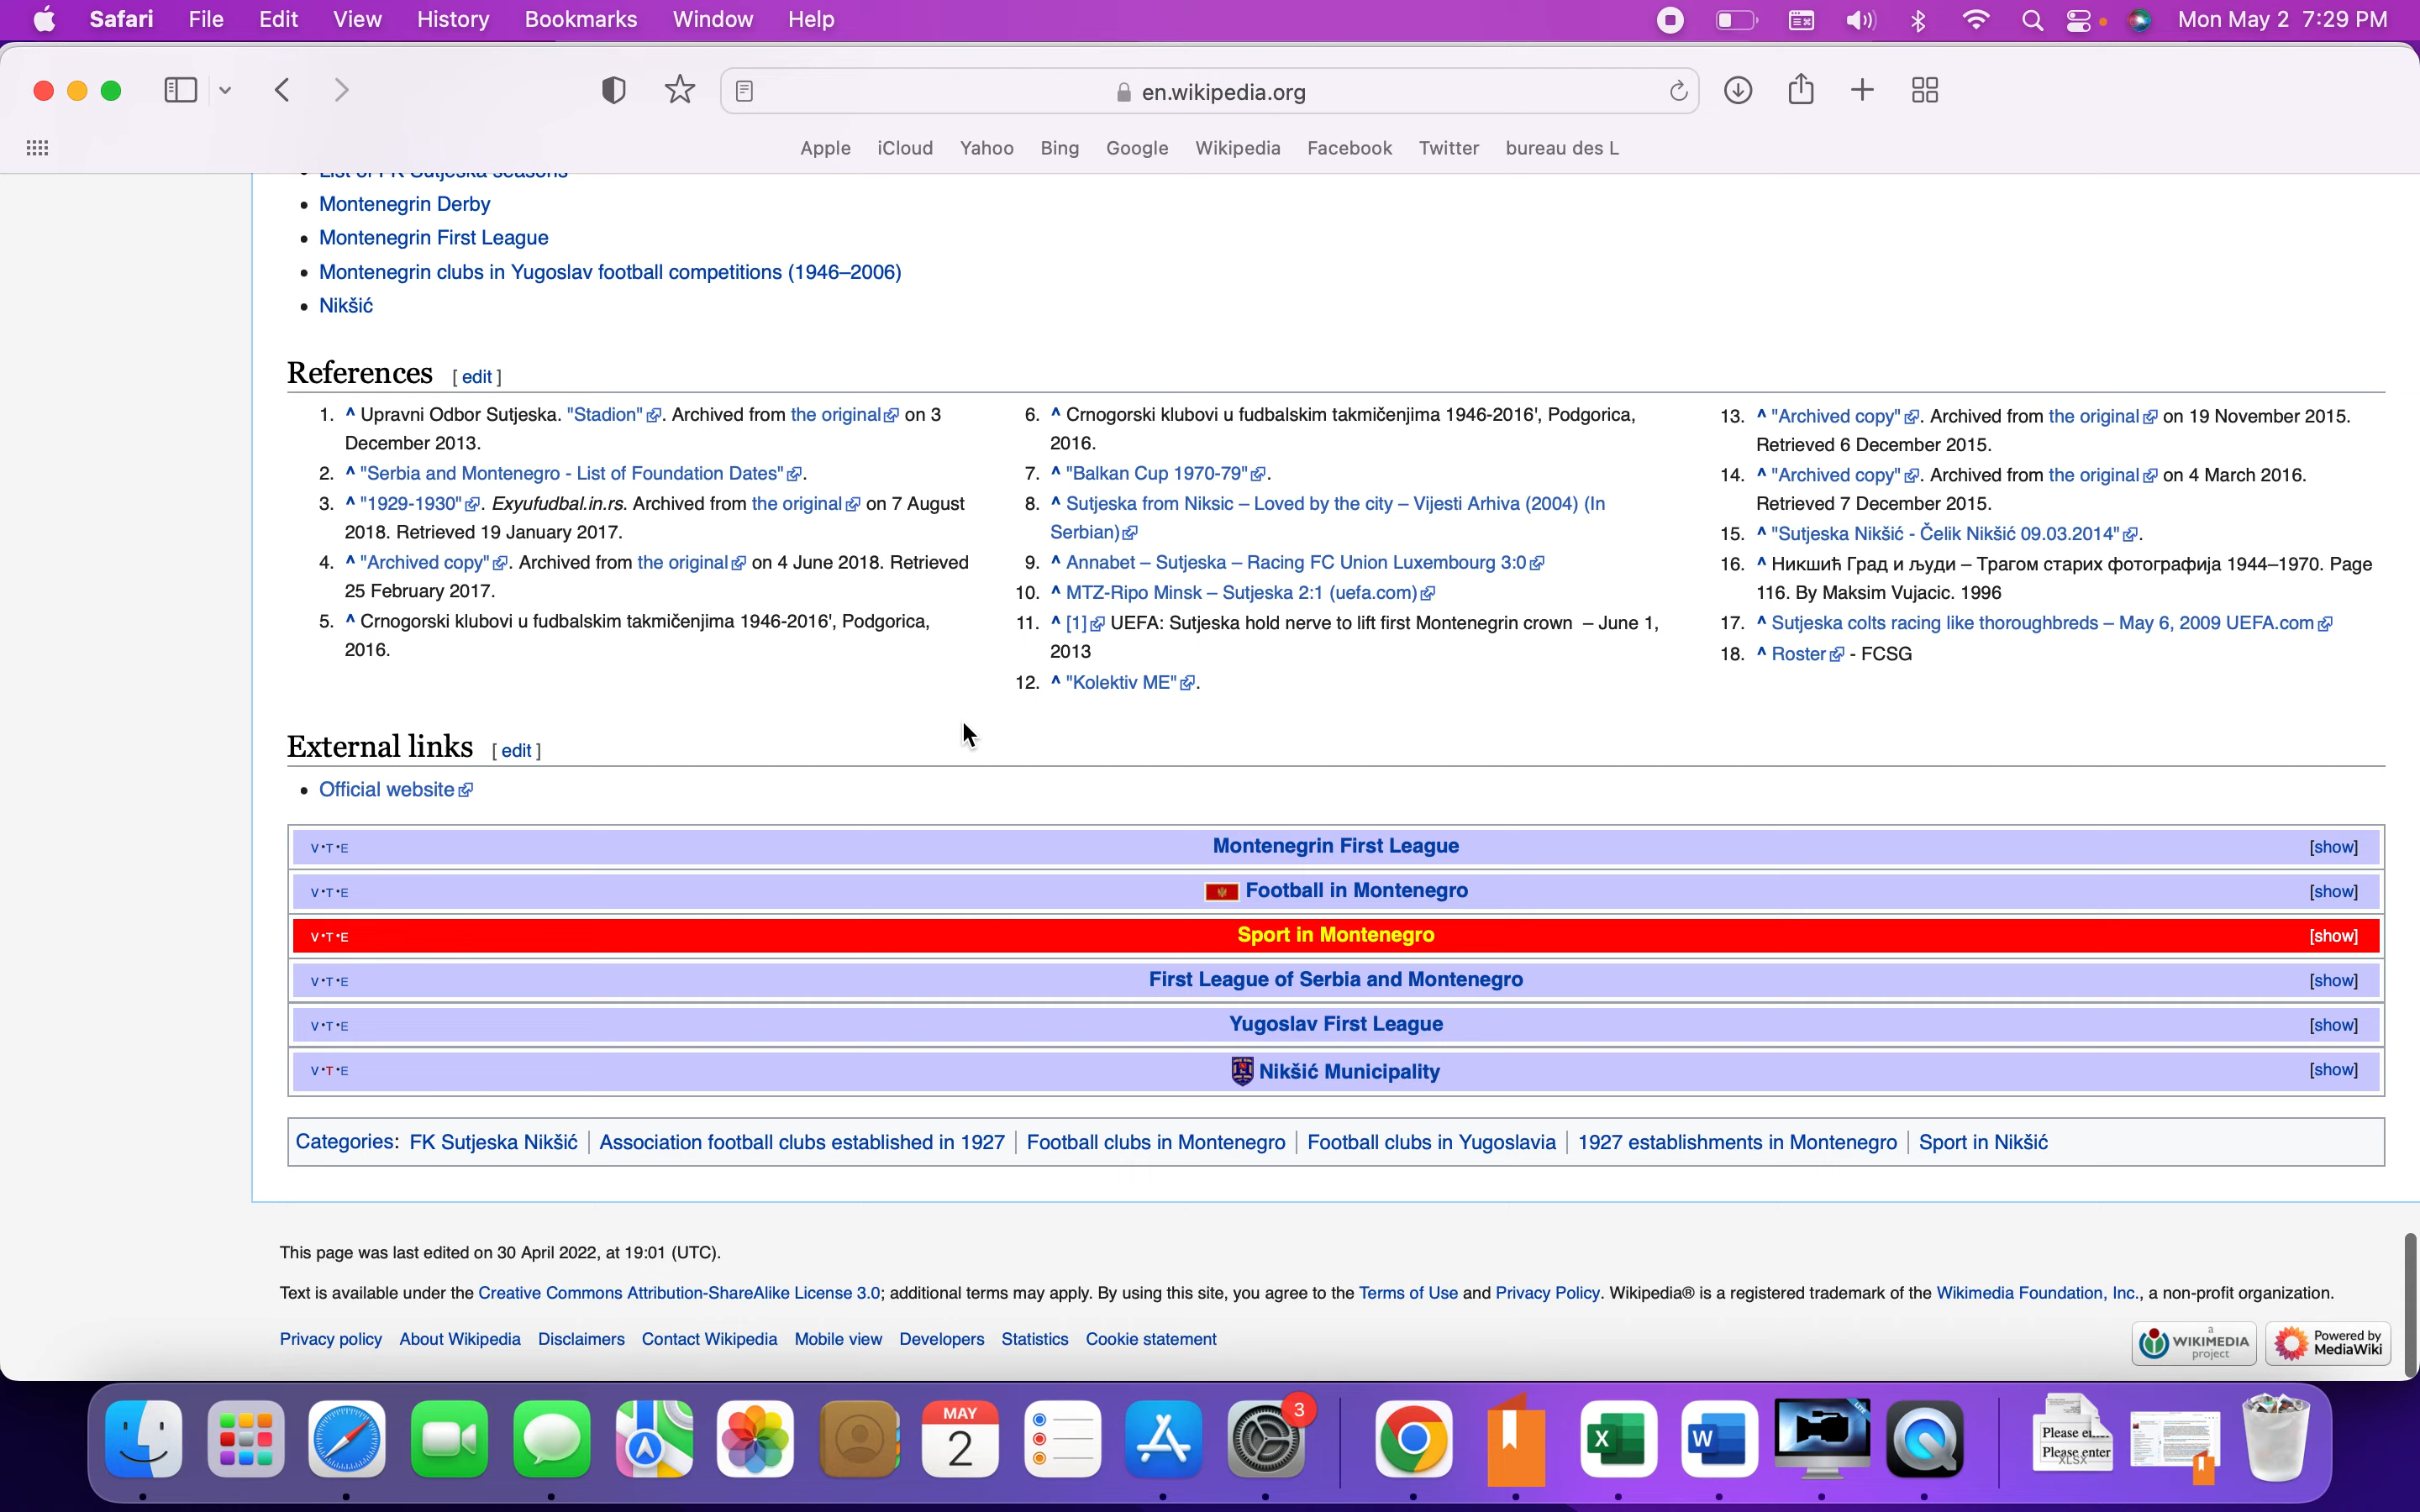 Safari File Edit View History Bookmarks Window Help Mon May 2 7:29 PM
en.wikipedia.org
Apple iCloud Yahoo Bing Google Wikipedia Facebook Twitter bureau des L
• List of FK Sutjeska seasons
• Montenegrin Derby
• Montenegrin First League
• Montenegrin clubs in Yugoslav football competitions (1946–2006)
• Nikšić
References [ edit ]
1. ^ Upravni Odbor Sutjeska. "Stadion". Archived from the original on 3
December 2013.
2. ^ "Serbia and Montenegro - List of Foundation Dates".
3. ^ "1929-1930". Exyufudbal.in.rs. Archived from the original on 7 August
2018. Retrieved 19 January 2017.
4. ^ "Archived copy". Archived from the original on 4 June 2018. Retrieved
25 February 2017.
5. ^ Crnogorski klubovi u fudbalskim takmičenjima 1946-2016', Podgorica,
2016.
6. ^ Crnogorski klubovi u fudbalskim takmičenjima 1946-2016', Podgorica,
2016.
7. ^ "Balkan Cup 1970-79".
8. ^ Sutjeska from Niksic – Loved by the city – Vijesti Arhiva (2004) (In
Serbian)
9. ^ Annabet – Sutjeska – Racing FC Union Luxembourg 3:0
10. ^ MTZ-Ripo Minsk – Sutjeska 2:1 (uefa.com)
11. ^ [1] UEFA: Sutjeska hold nerve to lift first Montenegrin crown – June 1,
2013
12. ^ "Kolektiv ME".
13. ^ "Archived copy". Archived from the original on 19 November 2015.
Retrieved 6 December 2015.
14. ^ "Archived copy". Archived from the original on 4 March 2016.
Retrieved 7 December 2015.
15. ^ "Sutjeska Nikšić - Čelik Nikšić 09.03.2014".
16. ^ Никшић Град и људи – Трагом старих фотографија 1944–1970. Page
116. By Maksim Vujacic. 1996
17. ^ Sutjeska colts racing like thoroughbreds – May 6, 2009 UEFA.com
18. ^ Roster - FCSG
External links [ edit ]
• Official website
V·T·E Montenegrin First League [show]
V·T·E Football in Montenegro [show]
V·T·E Sport in Montenegro [show]
V·T·E First League of Serbia and Montenegro [show]
V·T·E Yugoslav First League [show]
V·T·E Nikšić Municipality [show]
Categories: FK Sutjeska Nikšić | Association football clubs established in 1927 | Football clubs in Montenegro | Football clubs in Yugoslavia | 1927 establishments in Montenegro | Sport in Nikšić
This page was last edited on 30 April 2022, at 19:01 (UTC).
Text is available under the Creative Commons Attribution-ShareAlike License 3.0; additional terms may apply. By using this site, you agree to the Terms of Use and Privacy Policy. Wikipedia® is a registered trademark of the Wikimedia Foundation, Inc., a non-profit organization.
Privacy policy About Wikipedia Disclaimers Contact Wikipedia Mobile view Developers Statistics Cookie statement
a
WIKIMEDIA
project
Powered by
MediaWiki
MAY
2
3
X
W
Please
Please enter
XLSX